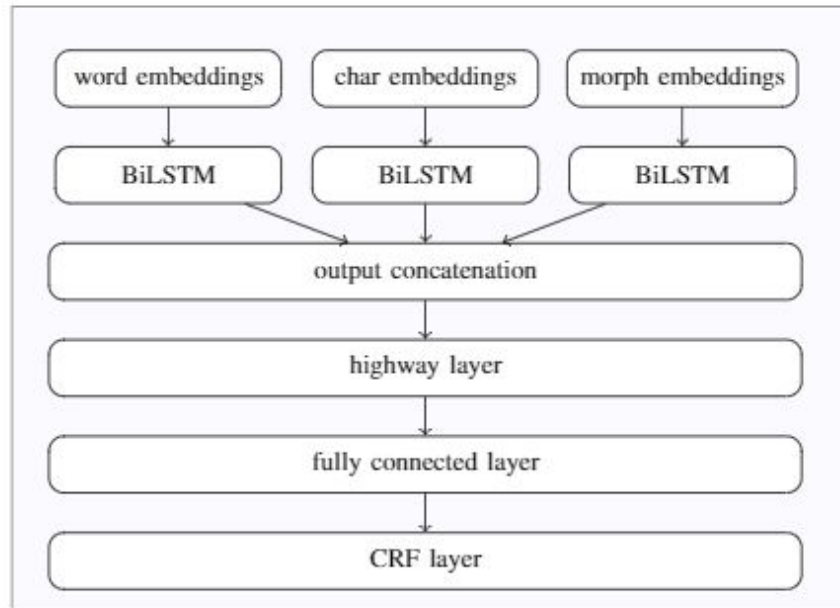 word embeddings
char embeddings
morph embeddings
BiLSTM
BiLSTM
BiLSTM
output concatenation
highway layer
fully connected layer
CRF layer